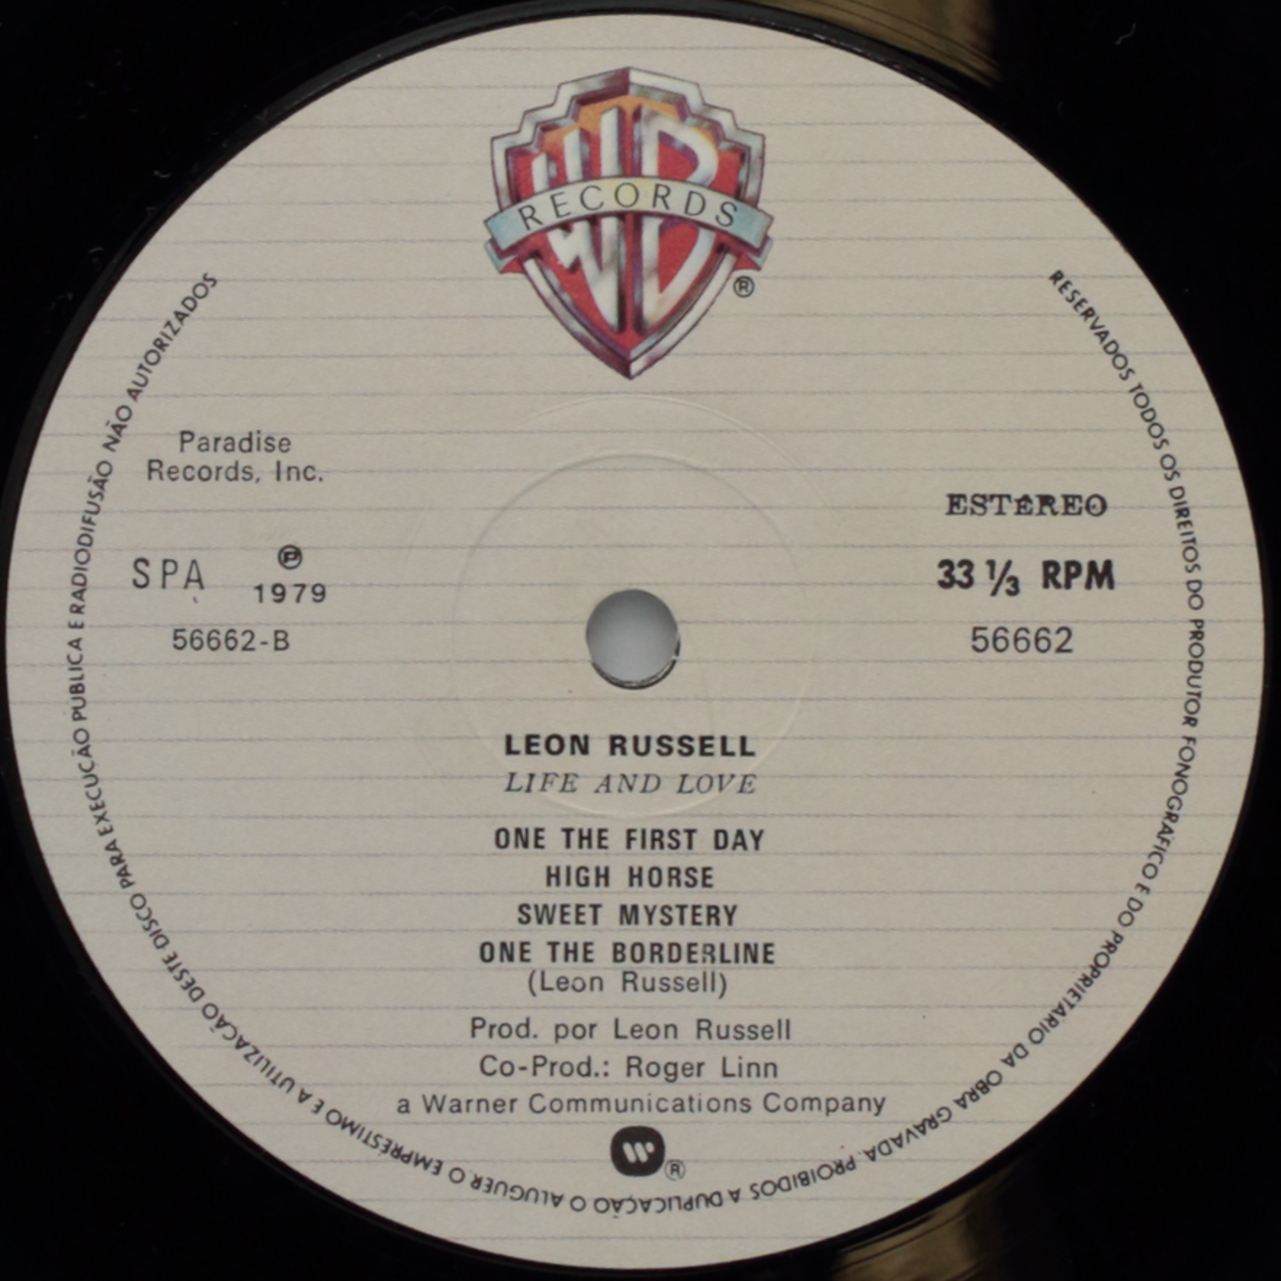 WB
RECORDS
®
RESERVADOS TODOS OS DIREITOS DO PRODUTOR FONOGRAFICO E DO PROPRIETARIO DA OBRA GRAVADA. PROIBIDOS A DUPLICAÇÃO O ALUGUER O EMPRÉSTIMO E A UTILIZAÇÃO DESTE DISCO PARA EXECUÇÃO PUBLICA E RADIODIFUSÃO NÃO AUTORIZADOS
Paradise
Records, Inc.
SPA ℗
1979
56662-B
ESTÉREO
33 ⅓ RPM
56662
LEON RUSSELL
LIFE AND LOVE
ONE THE FIRST DAY
HIGH HORSE
SWEET MYSTERY
ONE THE BORDERLINE
(Leon Russell)
Prod. por Leon Russell
Co-Prod.: Roger Linn
a Warner Communications Company
®